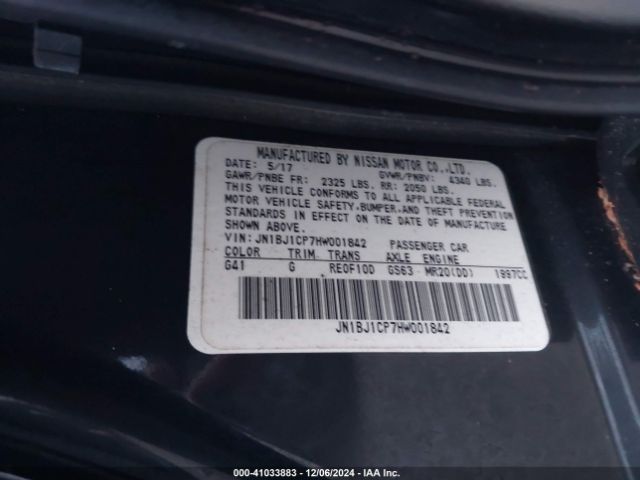 MANUFACTURED BY NISSAN MOTOR CO.,LTD.
DATE: 5/17 GVWR/PNBV: 4340 LBS.
GAWR/PNBE FR: 2325 LBS. RR: 2050 LBS.
THIS VEHICLE CONFORMS TO ALL APPLICABLE FEDERAL
MOTOR VEHICLE SAFETY,BUMPER,AND THEFT PREVENTION
STANDARDS IN EFFECT ON THE DATE OF MANUFACTURE
SHOWN ABOVE.
VIN: JN1BJ1CP7HW001842 PASSENGER CAR
COLOR TRIM TRANS AXLE ENGINE
G41 G RE0F10D GS63 MR20(DD) 1997CC
JN1BJ1CP7HW001842
000-41033883 - 12/06/2024 - IAA Inc.